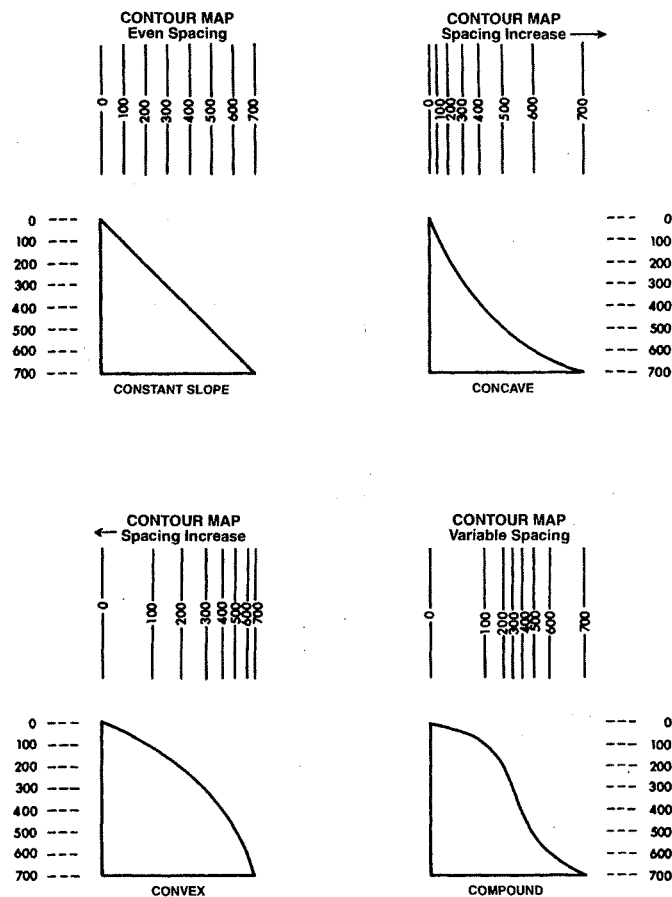 CONTOUR MAP
Even Spacing
0 100 200 300 400 500 600 700
0
100
200
300
400
500
600
700
CONSTANT SLOPE
CONTOUR MAP
Spacing Increase
0 100 200 300 400 500 600 700
0
100
200
300
400
500
600
700
CONCAVE
CONTOUR MAP
Spacing Increase
0 100 200 300 400 500 600 700
0
100
200
300
400
500
600
700
CONVEX
CONTOUR MAP
Variable Spacing
0 100 200 300 400 500 600 700
0
100
200
300
400
500
600
700
COMPOUND